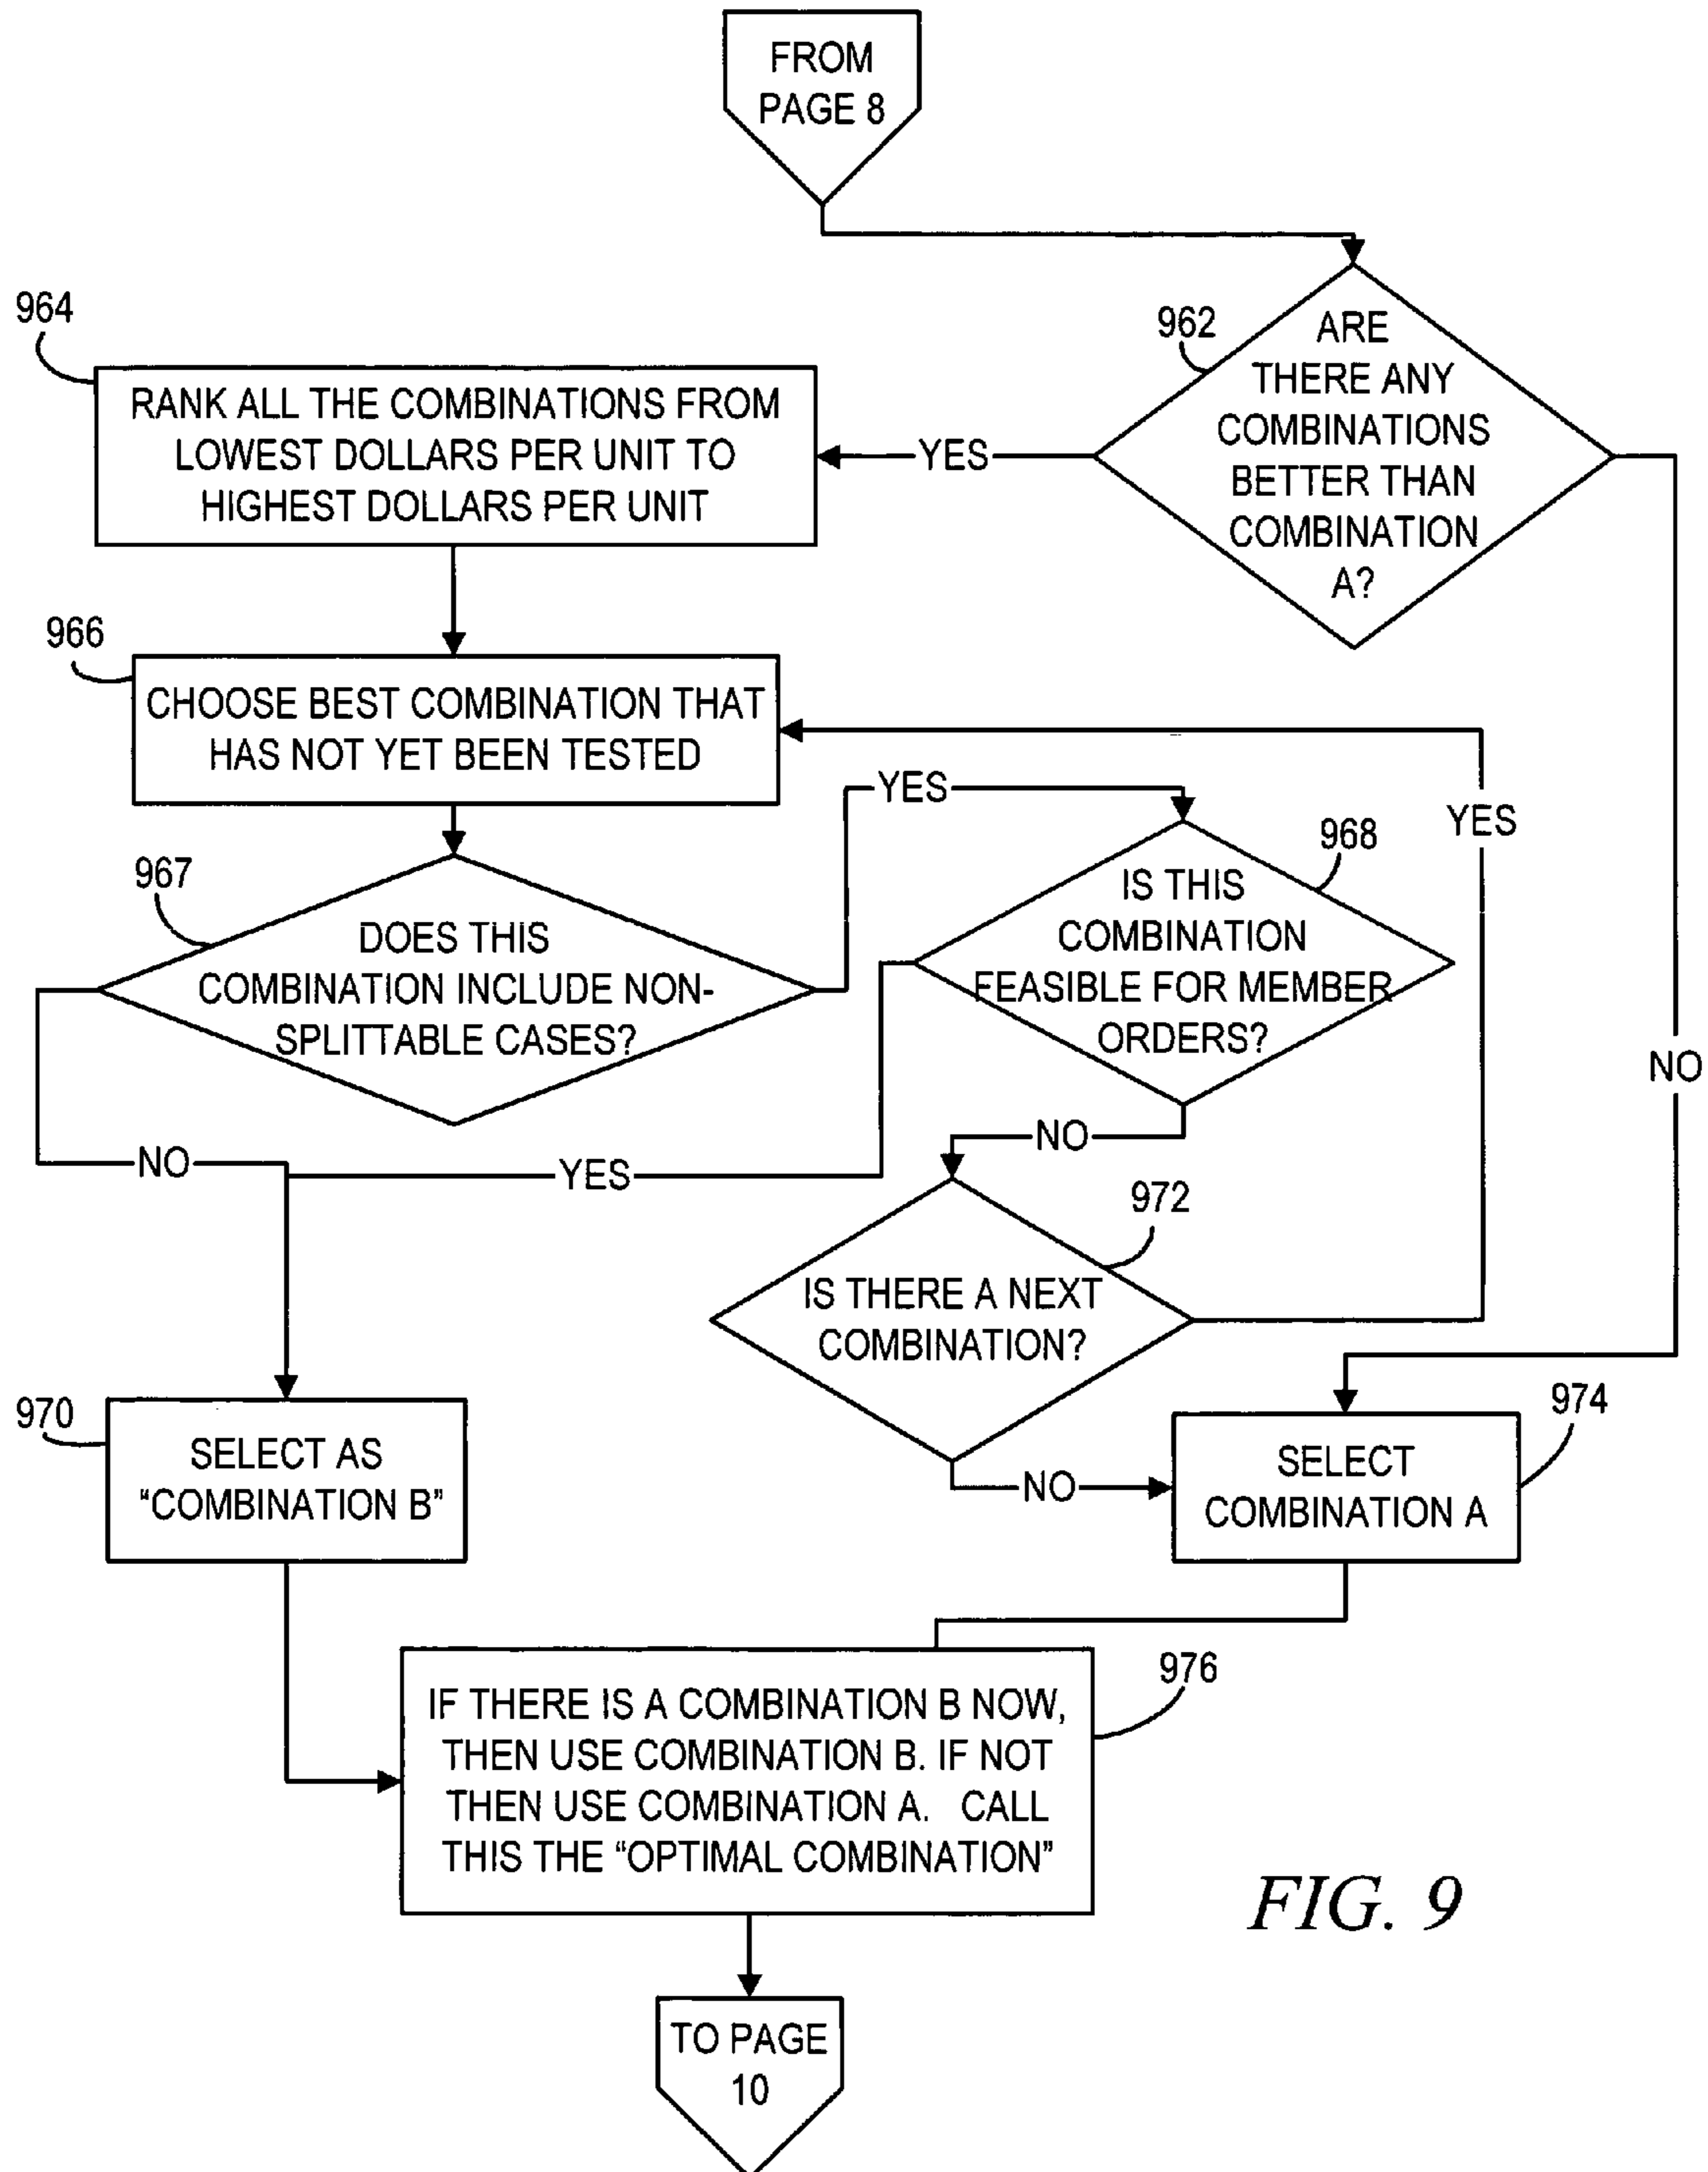 FROM
PAGE 8
962
ARE
THERE ANY
COMBINATIONS
BETTER THAN
COMBINATION
A?
YES
NO
964
RANK ALL THE COMBINATIONS FROM
LOWEST DOLLARS PER UNIT TO
HIGHEST DOLLARS PER UNIT
966
CHOOSE BEST COMBINATION THAT
HAS NOT YET BEEN TESTED
967
DOES THIS
COMBINATION INCLUDE NON-
SPLITTABLE CASES?
YES
NO
968
IS THIS
COMBINATION
FEASIBLE FOR MEMBER
ORDERS?
YES
NO
972
IS THERE A NEXT
COMBINATION?
YES
NO
970
SELECT AS
“COMBINATION B”
974
SELECT
COMBINATION A
976
IF THERE IS A COMBINATION B NOW,
THEN USE COMBINATION B. IF NOT
THEN USE COMBINATION A. CALL
THIS THE “OPTIMAL COMBINATION”
TO PAGE
10
FIG. 9